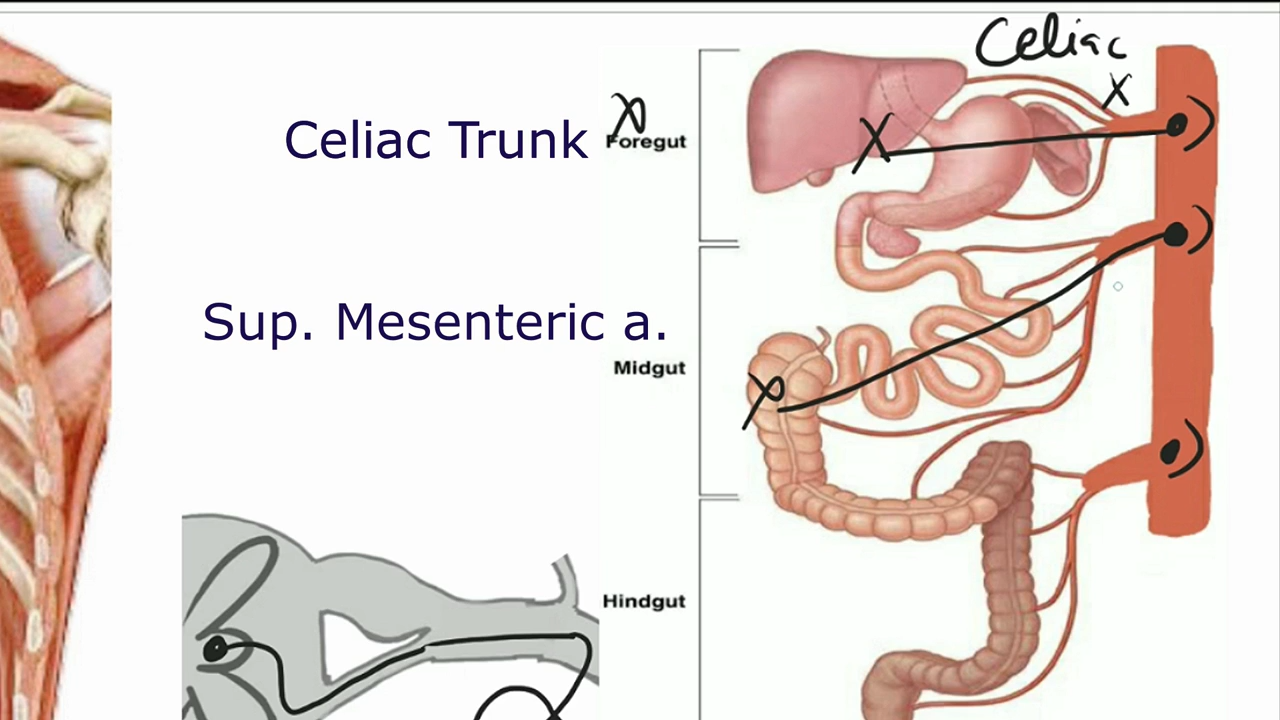 Celiac
X
Celiac Trunk
Foregut
X
Sup. Mesenteric a.
Midgut
Hindgut